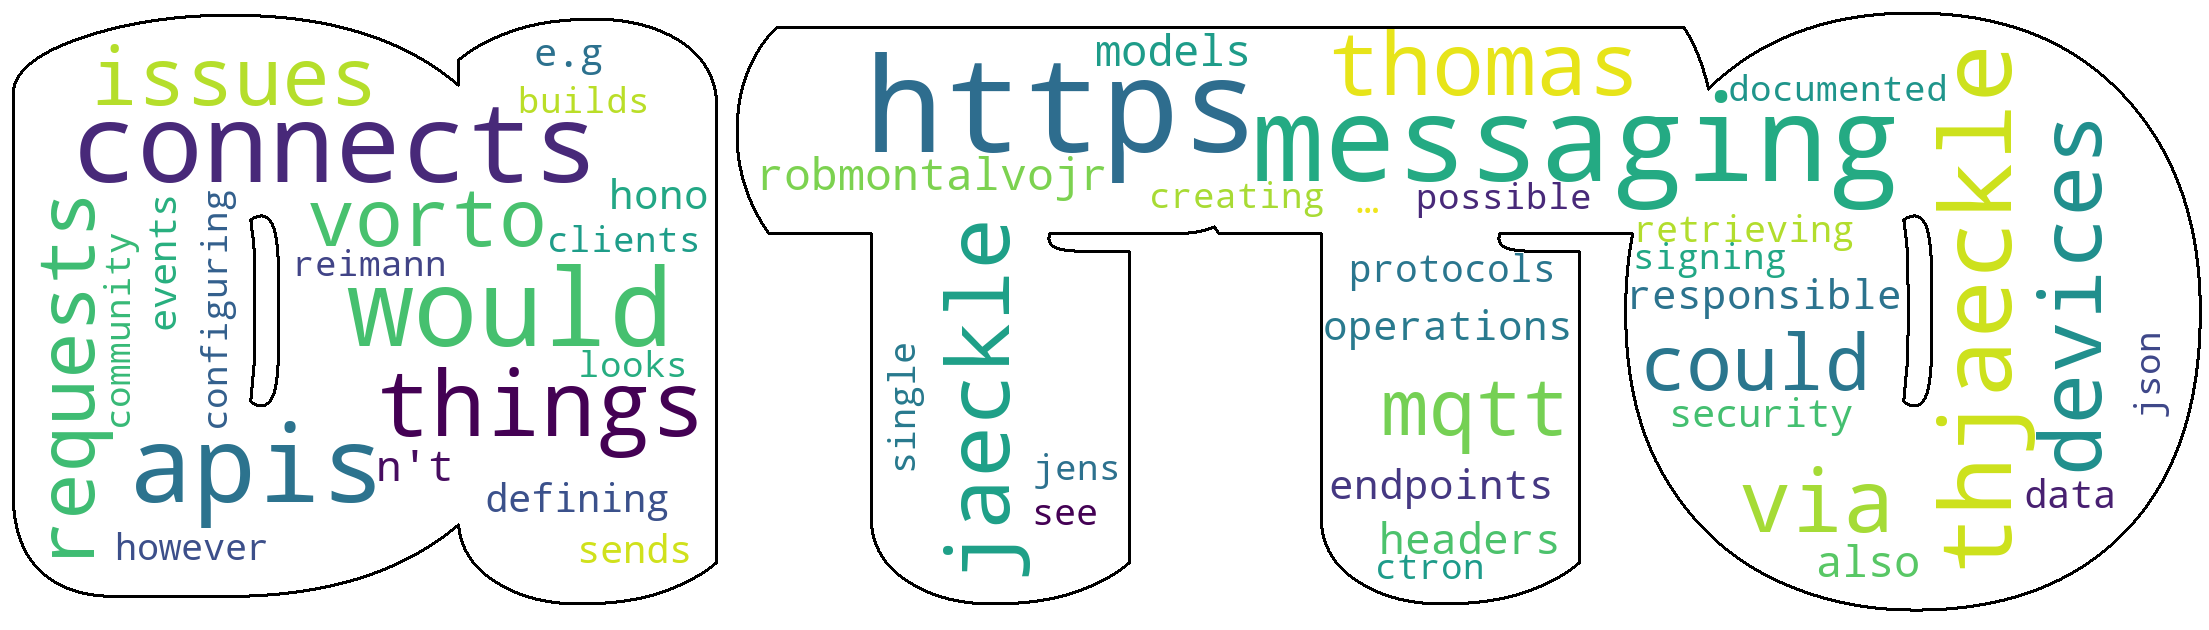 issues
e.g
builds
connects
hono
vorto
clients
reimann
requests
community
events
configuring
would
looks
things
apis
n't
defining
however
sends
https
models
thomas
messaging
documented
robmontalvojr
creating
…
possible
jaeckle
single
jens
see
protocols
operations
mqtt
endpoints
headers
ctron
retrieving
signing
responsible
could
security
via
also
thjaeckle
devices
json
data